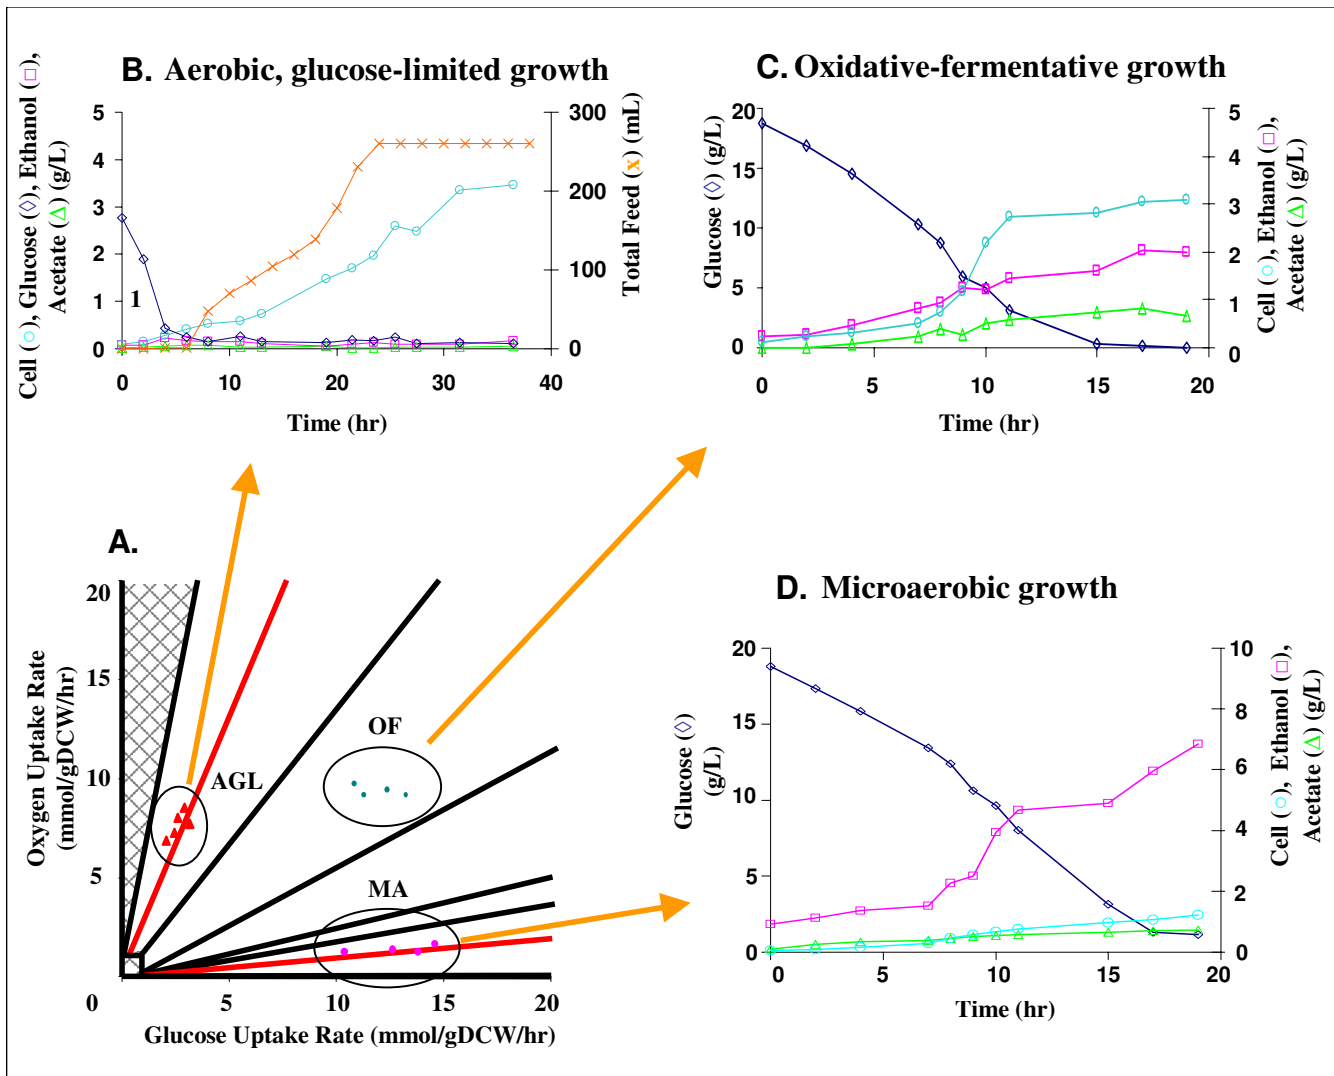 B. Aerobic, glucose-limited growth
Cell (○), Glucose (◇), Ethanol (□),
Acetate (△) (g/L)
5
4
3
2
1
0
1
300
200
100
0
Total Feed (x) (mL)
0 10 20 30 40
Time (hr)
C. Oxidative-fermentative growth
Glucose (◇) (g/L)
20
15
10
5
0
5
4
3
2
1
0
Cell (○), Ethanol (□),
Acetate (△) (g/L)
0 5 10 15 20
Time (hr)
A.
Oxygen Uptake Rate
(mmol/gDCW/hr)
20
15
10
5
AGL
OF
MA
0 5 10 15 20
Glucose Uptake Rate (mmol/gDCW/hr)
D. Microaerobic growth
Glucose (◇)
(g/L)
20
15
10
5
0
10
8
6
4
2
0
Cell (○), Ethanol (□),
Acetate (△) (g/L)
0 5 10 15 20
Time (hr)